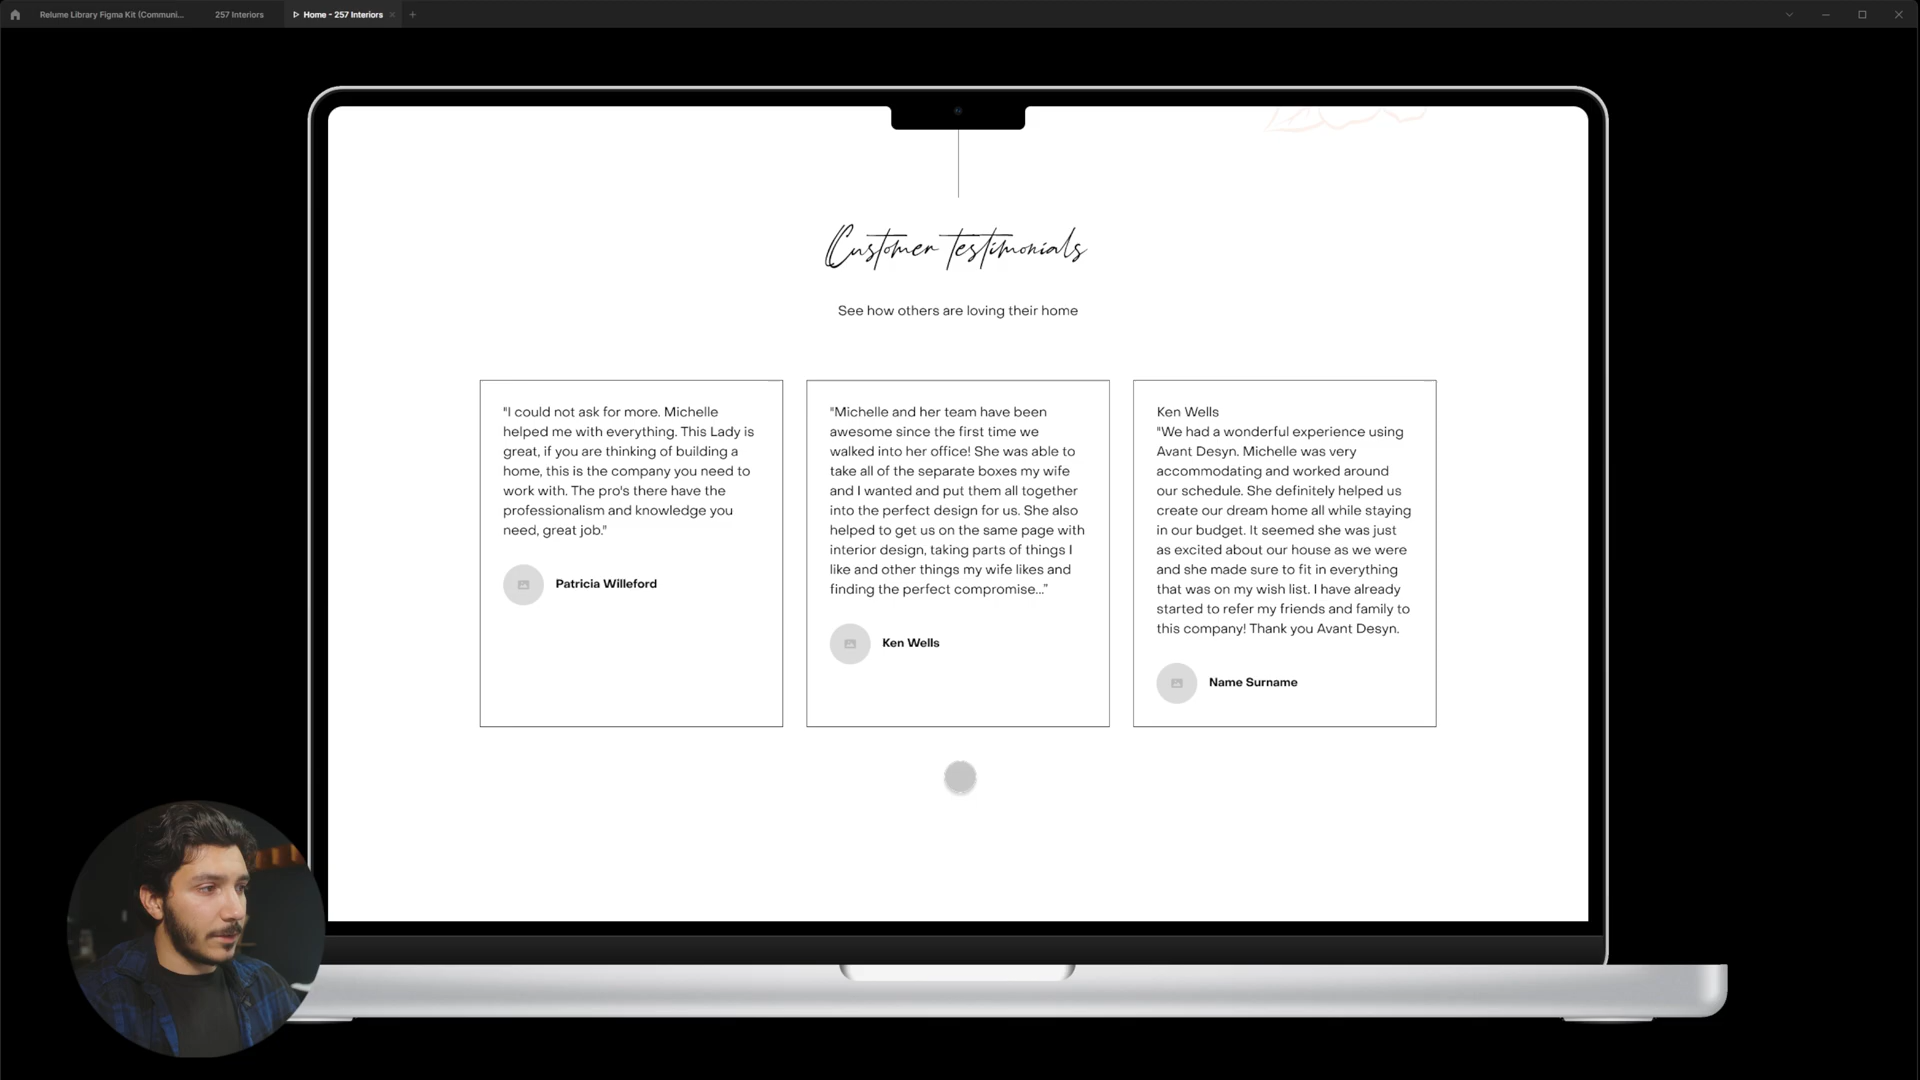 Relume Library Figma Kit (Communi...
257 Interiors
Home - 257 Interiors
Customer testimonials
See how others are loving their home
"I could not ask for more. Michelle
helped me with everything. This Lady is
great, if you are thinking of building a
home, this is the company you need to
work with. The pro's there have the
professionalism and knowledge you
need, great job."
Patricia Willeford
"Michelle and her team have been
awesome since the first time we
walked into her office! She was able to
take all of the separate boxes my wife
and I wanted and put them all together
into the perfect design for us. She also
helped to get us on the same page with
interior design, taking parts of things I
like and other things my wife likes and
finding the perfect compromise..."
Ken Wells
Ken Wells
"We had a wonderful experience using
Avant Desyn. Michelle was very
accommodating and worked around
our schedule. She definitely helped us
create our dream home all while staying
in our budget. It seemed she was just
as excited about our house as we were
and she made sure to fit in everything
that was on my wish list. I have already
started to refer my friends and family to
this company! Thank you Avant Desyn.
Name Surname